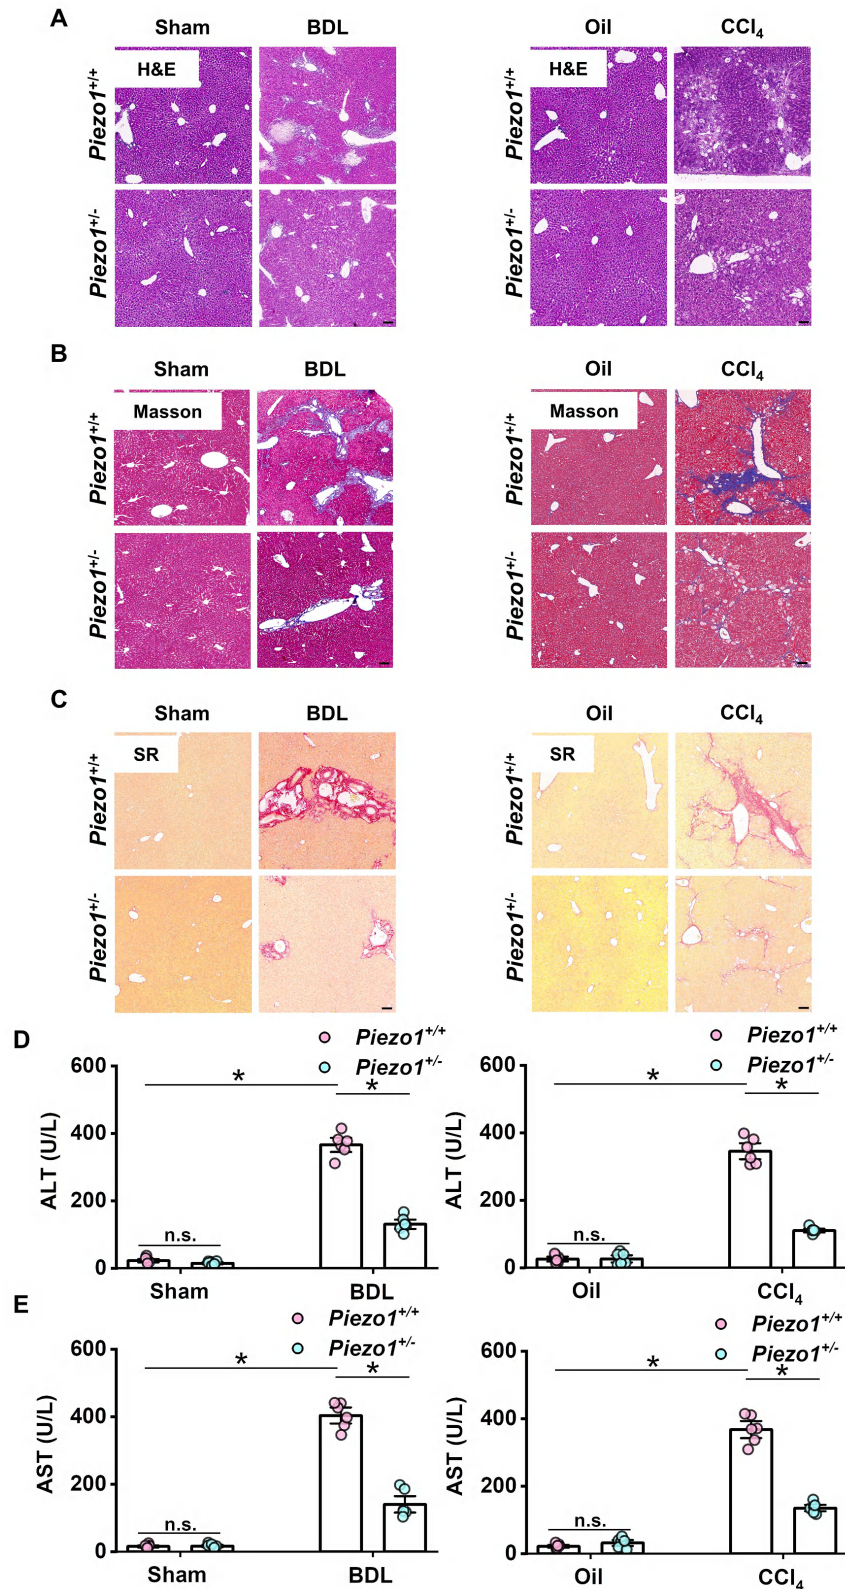 A
Sham BDL Oil CCl₄
H&E H&E
Piezo1⁺/⁺ Piezo1⁺/⁺
Piezo1⁺/⁻ Piezo1⁺/⁻
B
Sham BDL Oil CCl₄
Masson Masson
Piezo1⁺/⁺ Piezo1⁺/⁺
Piezo1⁺/⁻ Piezo1⁺/⁻
C
Sham BDL Oil CCl₄
SR SR
Piezo1⁺/⁺ Piezo1⁺/⁺
Piezo1⁺/⁻ Piezo1⁺/⁻
D
Piezo1⁺/⁺
Piezo1⁺/⁻
ALT (U/L)
600
400
200
0
n.s.
*
*
Sham BDL
Piezo1⁺/⁺
Piezo1⁺/⁻
ALT (U/L)
600
400
200
0
n.s.
*
*
Oil CCl₄
E
Piezo1⁺/⁺
Piezo1⁺/⁻
AST (U/L)
600
400
200
0
n.s.
*
*
Sham BDL
Piezo1⁺/⁺
Piezo1⁺/⁻
AST (U/L)
600
400
200
0
n.s.
*
*
Oil CCl₄